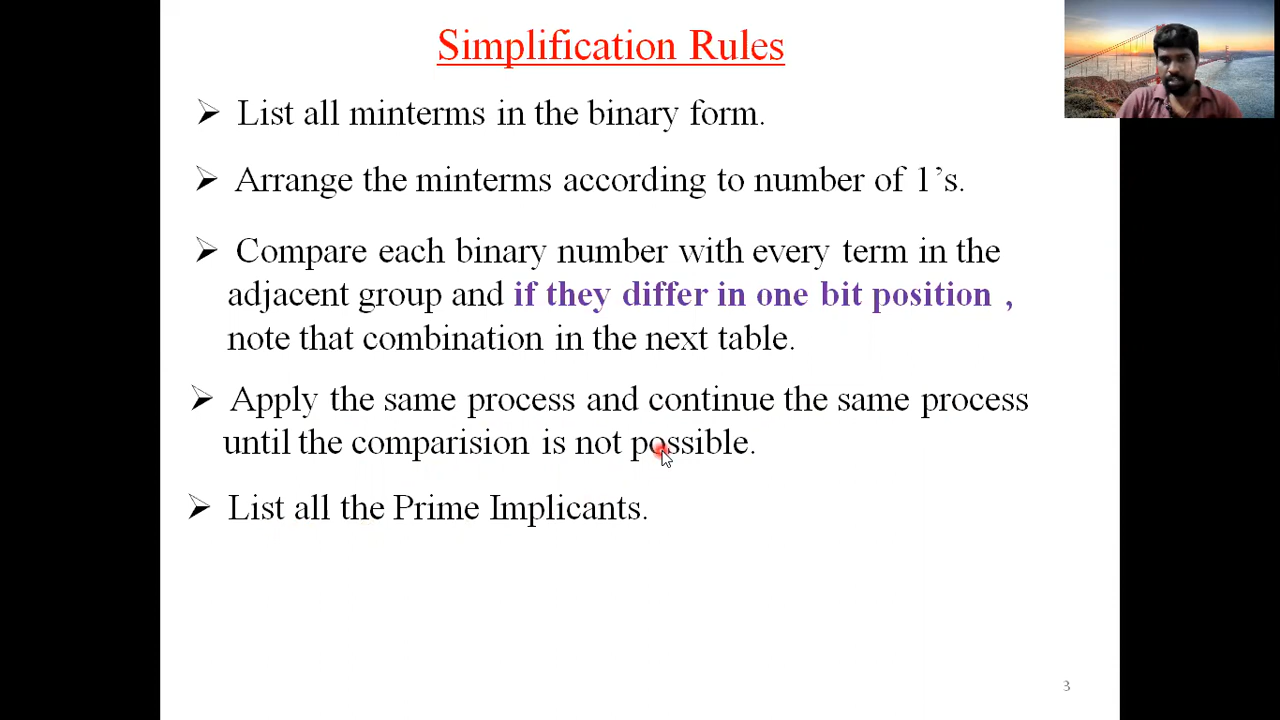 Simplification Rules
➢ List all minterms in the binary form.
➢ Arrange the minterms according to number of 1’s.
➢ Compare each binary number with every term in the
adjacent group and if they differ in one bit position ,
note that combination in the next table.
➢ Apply the same process and continue the same process
until the comparision is not possible.
➢ List all the Prime Implicants.
3